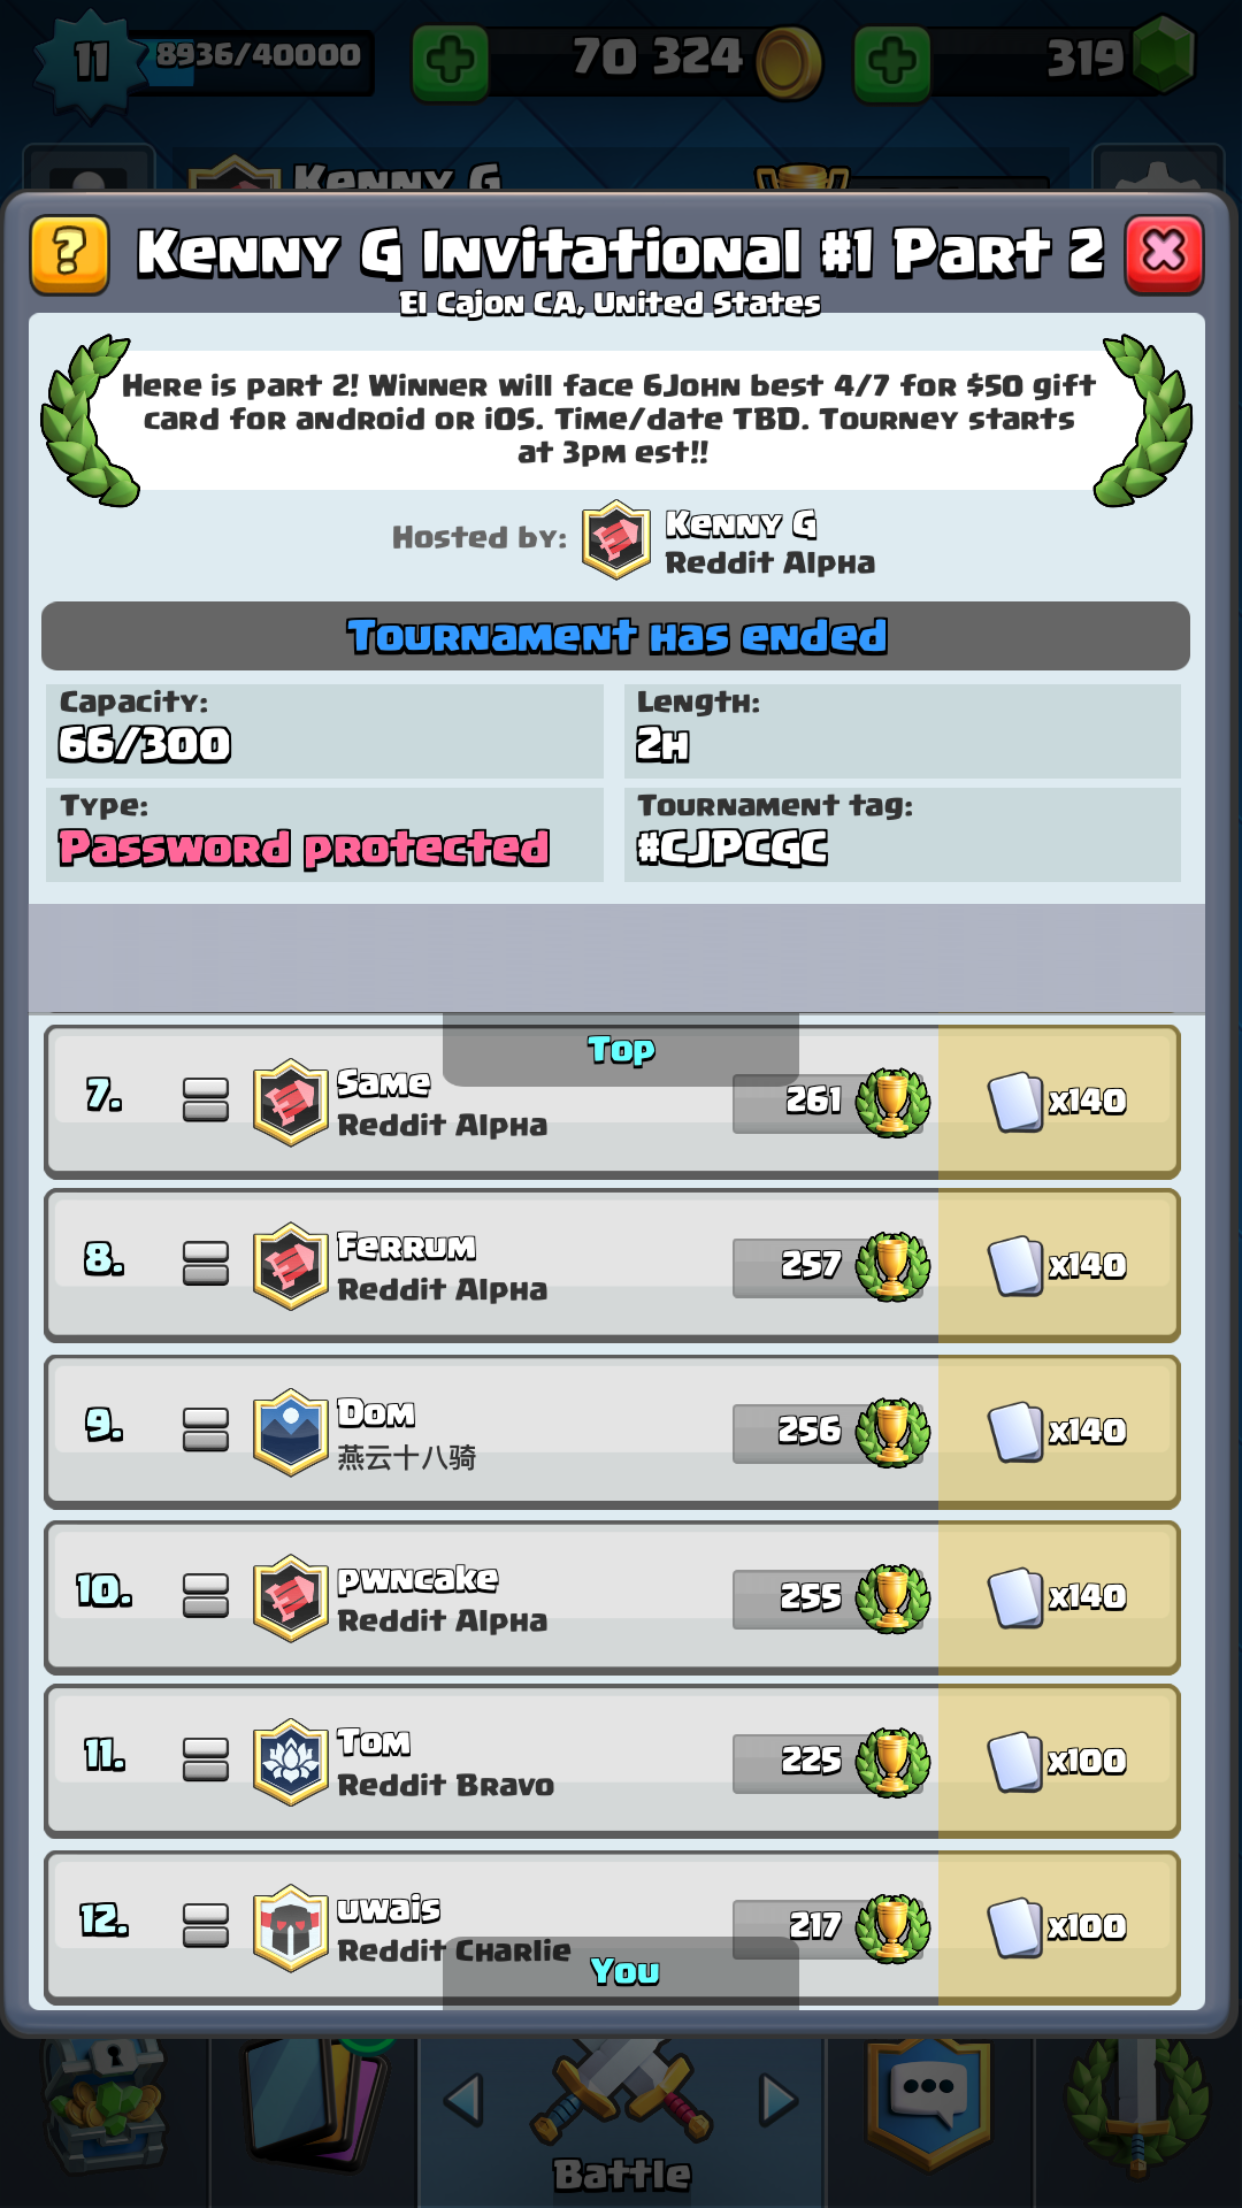 11
8936/40000
70 324
319
Kenny G
Kenny G Invitational #1 Part 2
El Cajon CA, United States
Here is part 2! Winner will face 6John best 4/7 for $50 gift
card for android or iOS. Time/date TBD. Tourney starts
at 3pm est!!
Hosted by:
Kenny G
Reddit Alpha
Tournament has ended
Capacity:
66/300
Length:
2h
Type:
Password protected
Tournament tag:
#CJPCGC
Top
7.
Same
Reddit Alpha
261
x140
8.
Ferrum
Reddit Alpha
257
x140
9.
Dom
燕云十八骑
256
x140
10.
pwncake
Reddit Alpha
255
x140
11.
Tom
Reddit Bravo
225
x100
12.
uwais
Reddit Charlie
217
x100
You
Battle